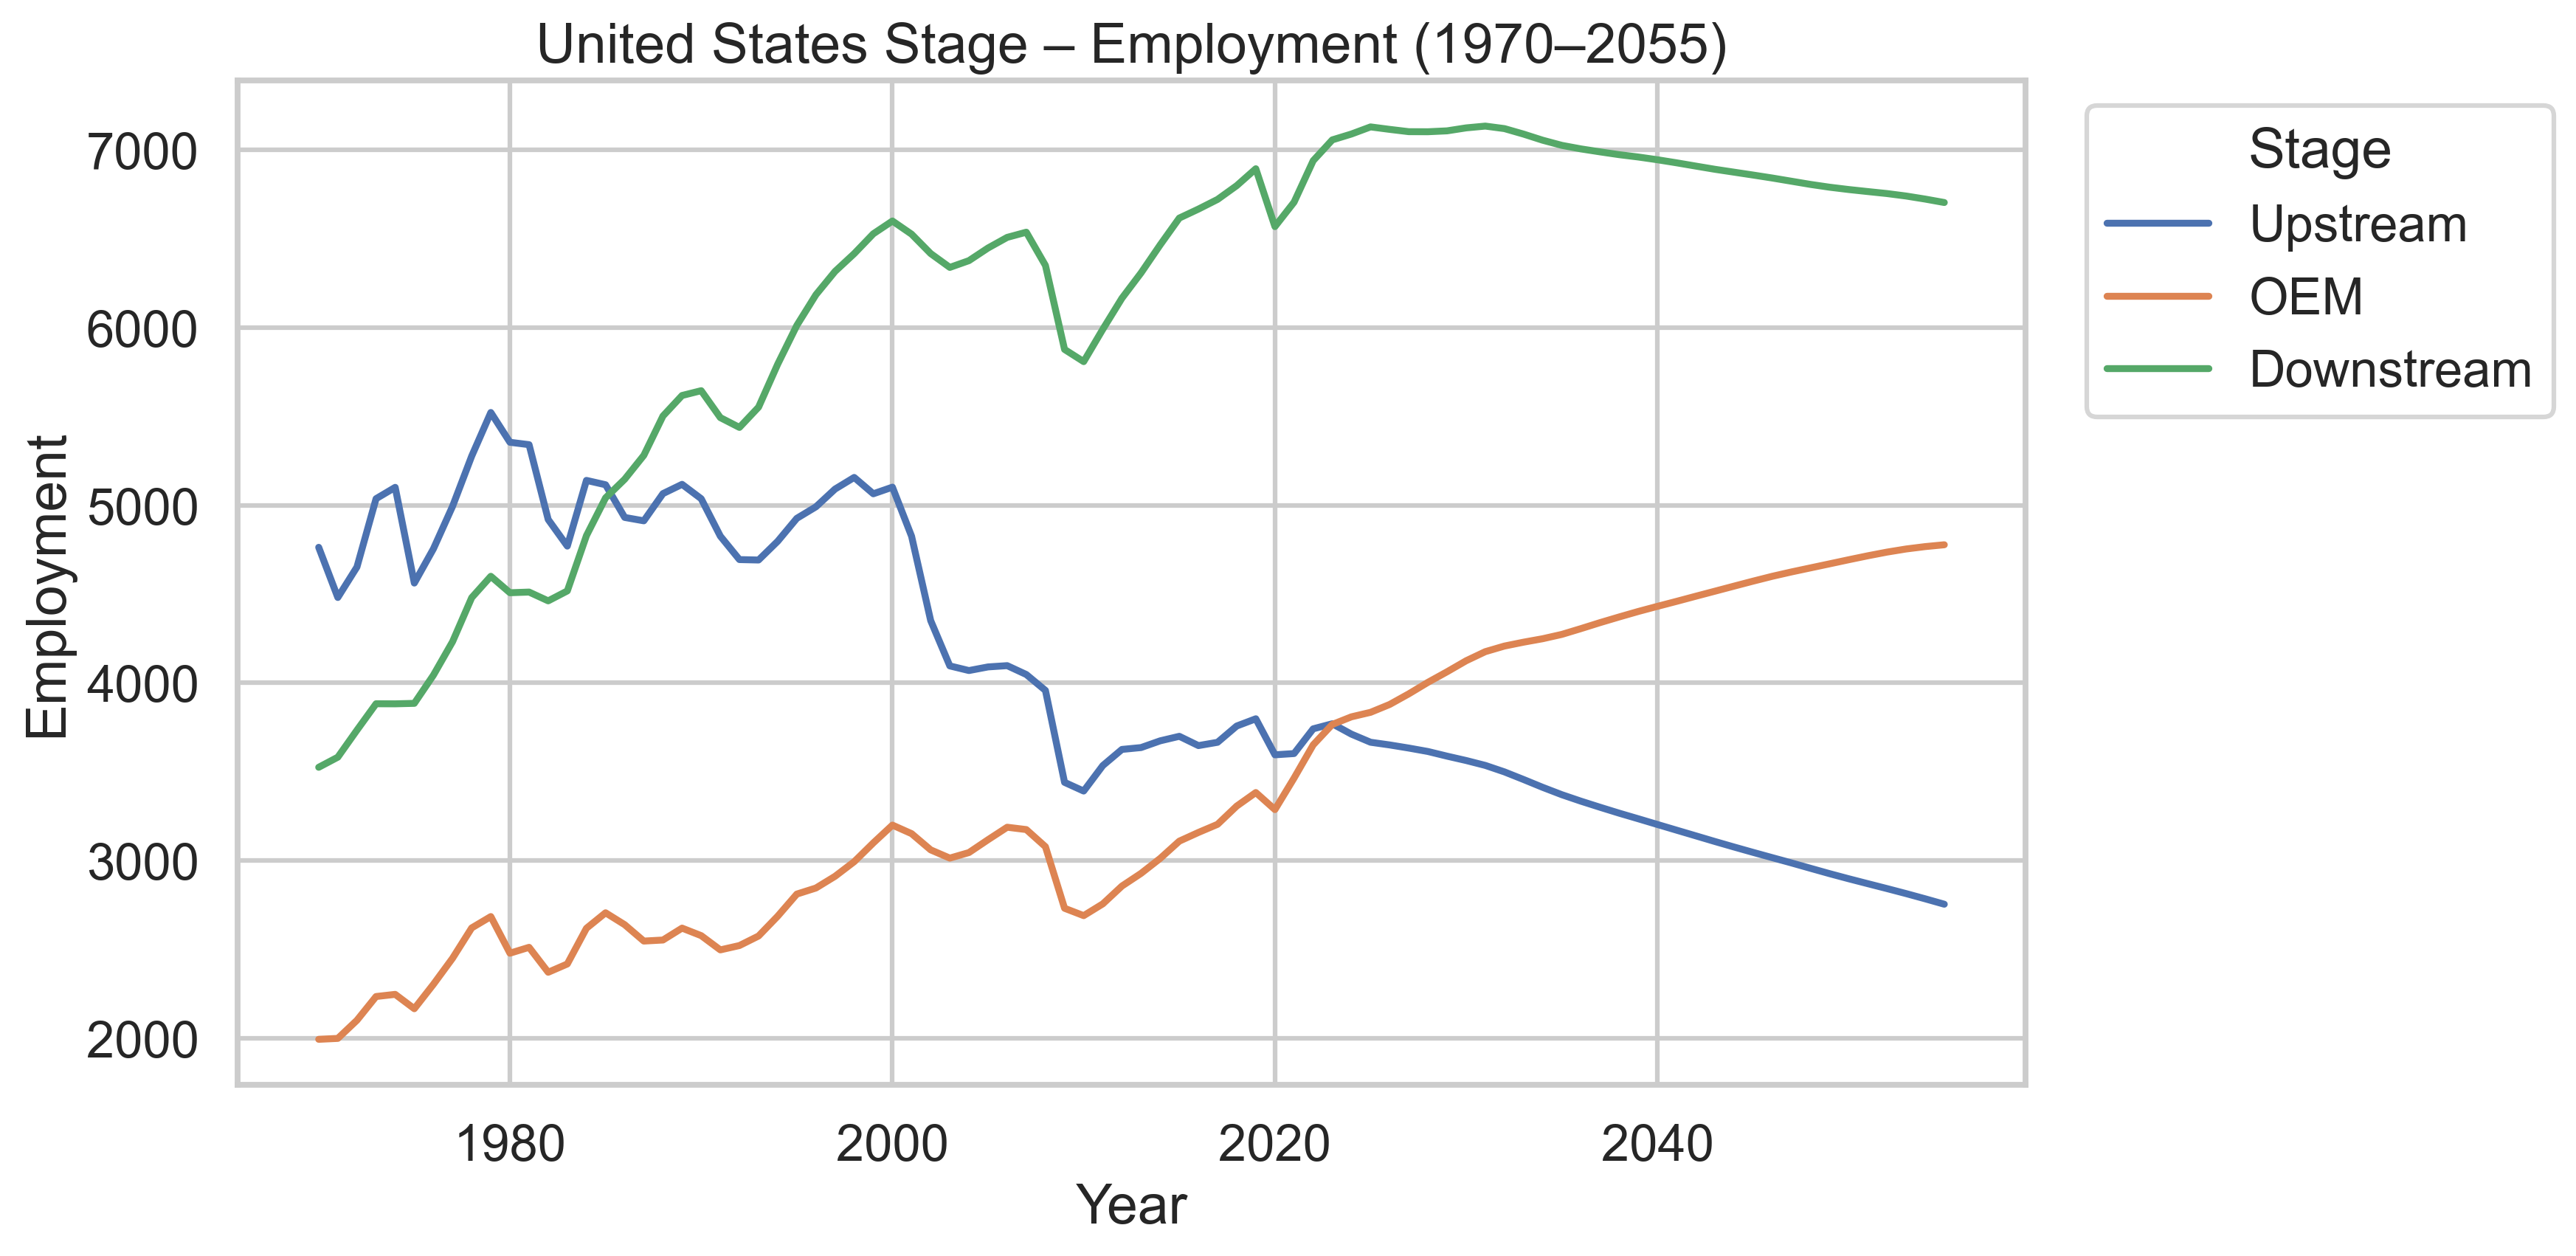 United States Stage – Employment (1970–2055)
Employment
7000
6000
5000
4000
3000
2000
1980
2000
2020
2040
Year
Stage
Upstream
OEM
Downstream